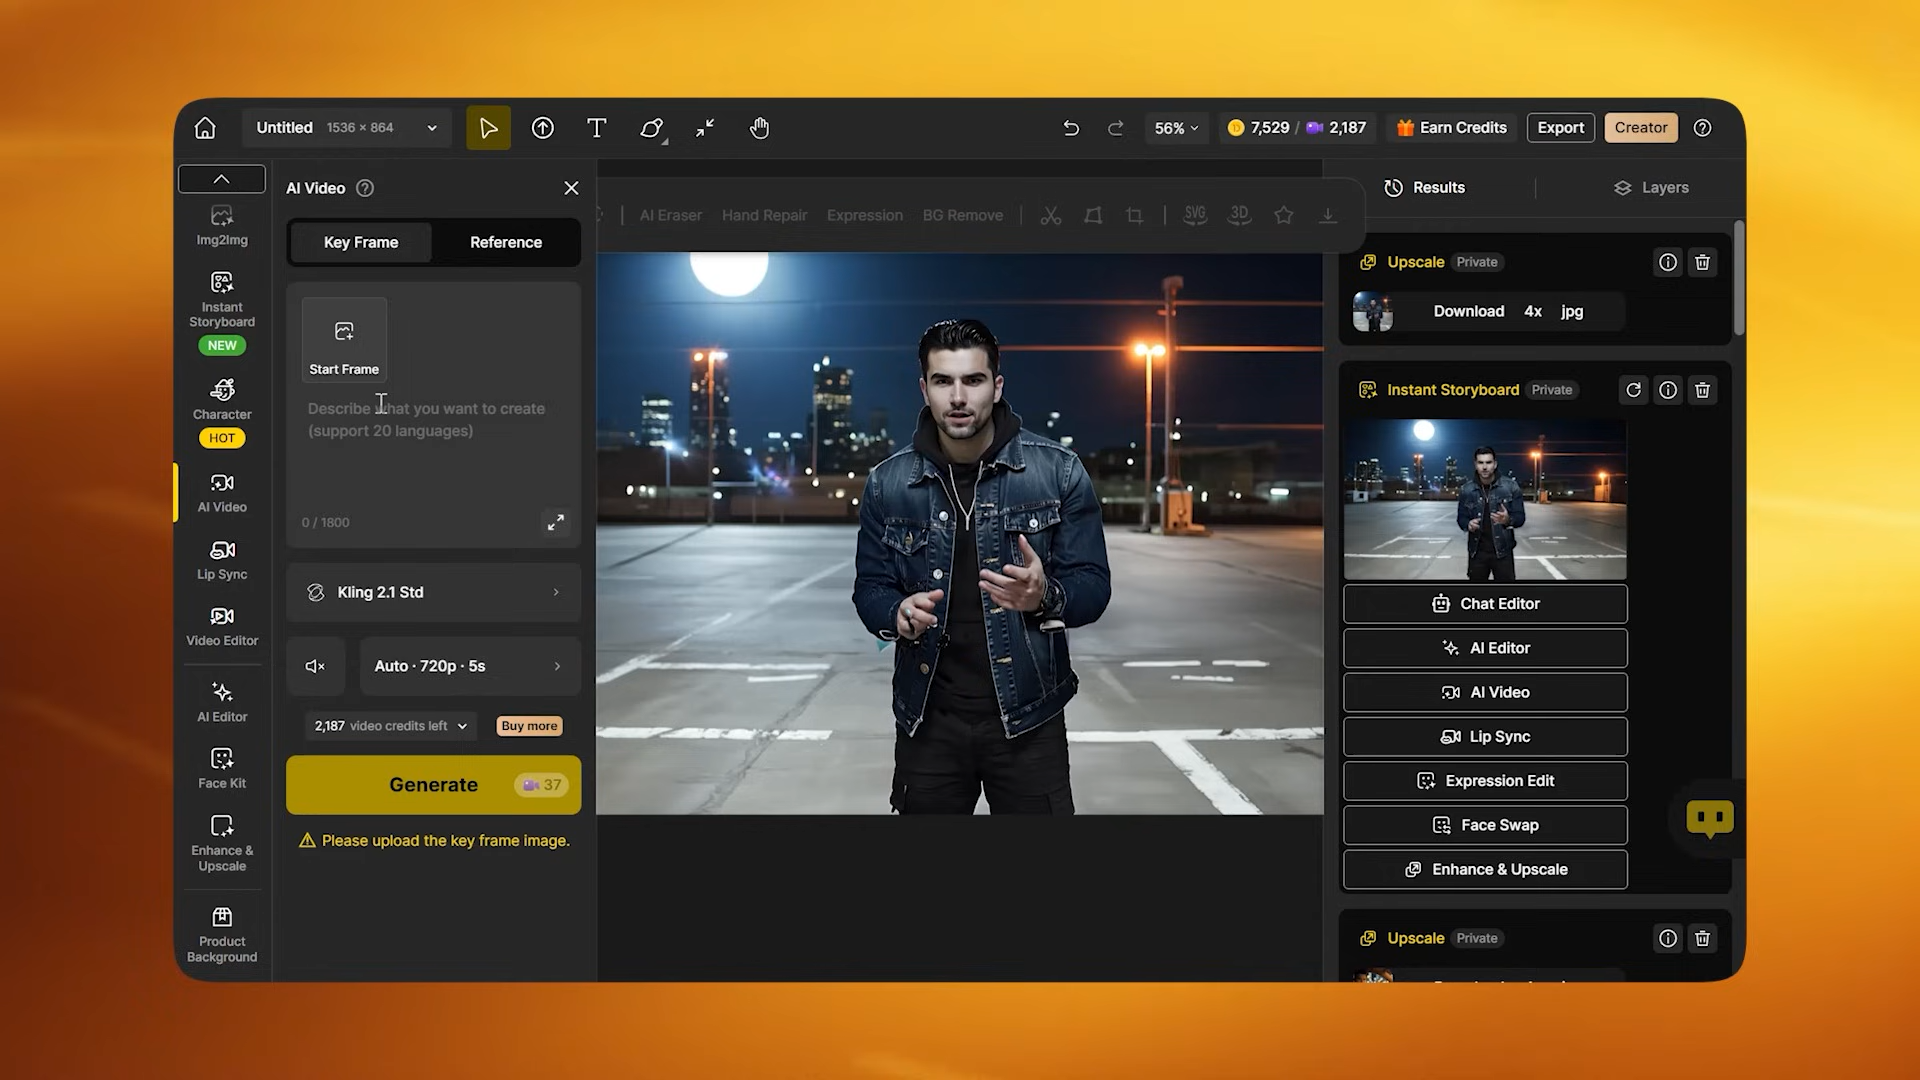 Untitled 1536 × 864
56%
7,529 / 2,187
Earn Credits
Export
Creator
Img2Img
Instant
Storyboard
NEW
Character
HOT
AI Video
Lip Sync
Video Editor
AI Editor
Face Kit
Enhance &
Upscale
Product
Background
AI Video
Key Frame
Reference
Start Frame
Describe what you want to create
(support 20 languages)
0 / 1800
Kling 2.1 Std
Auto · 720p · 5s
2,187 video credits left
Buy more
Generate 37
Please upload the key frame image.
AI Eraser
Hand Repair
Expression
BG Remove
SVG
3D
Results
Layers
Upscale Private
Download 4x jpg
Instant Storyboard Private
Chat Editor
AI Editor
AI Video
Lip Sync
Expression Edit
Face Swap
Enhance & Upscale
Upscale Private